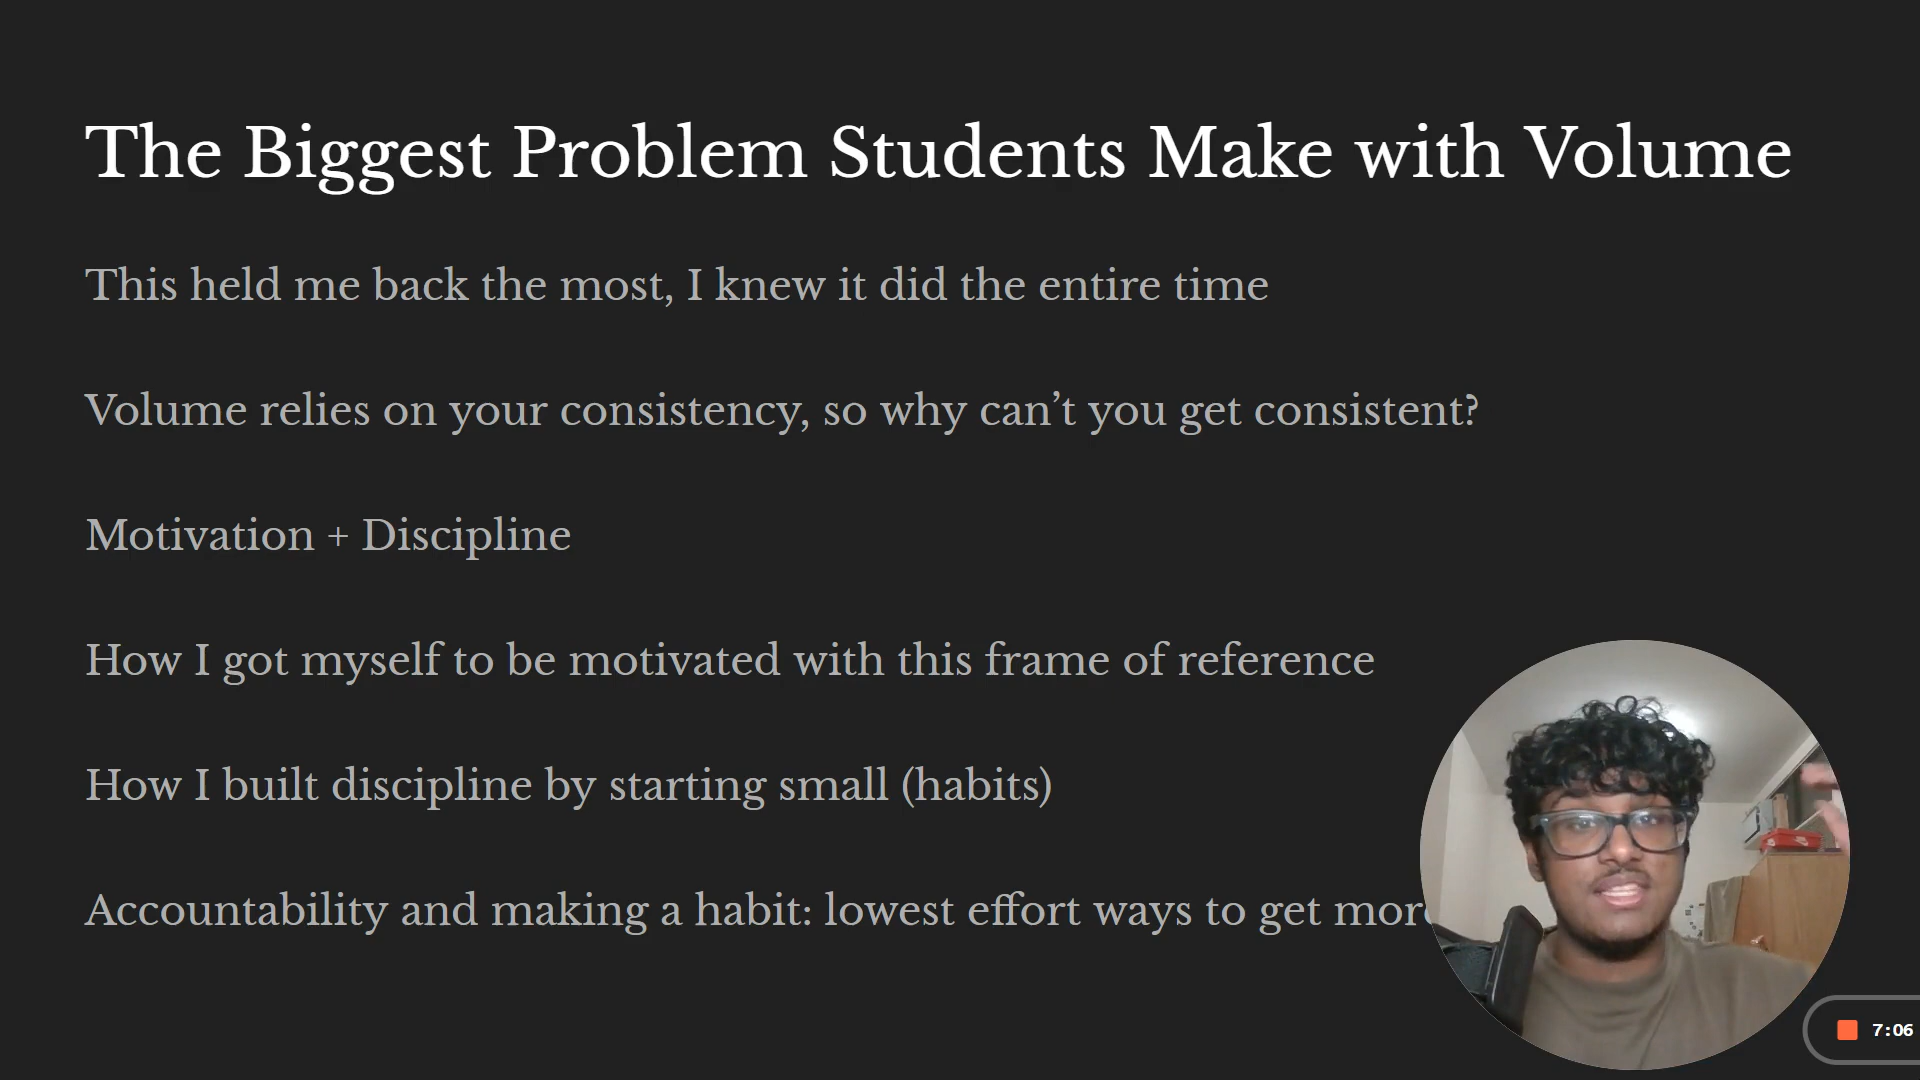 The Biggest Problem Students Make with Volume
This held me back the most, I knew it did the entire time
Volume relies on your consistency, so why can’t you get consistent?
Motivation + Discipline
How I got myself to be motivated with this frame of reference
How I built discipline by starting small (habits)
Accountability and making a habit: lowest effort ways to get more
7:06